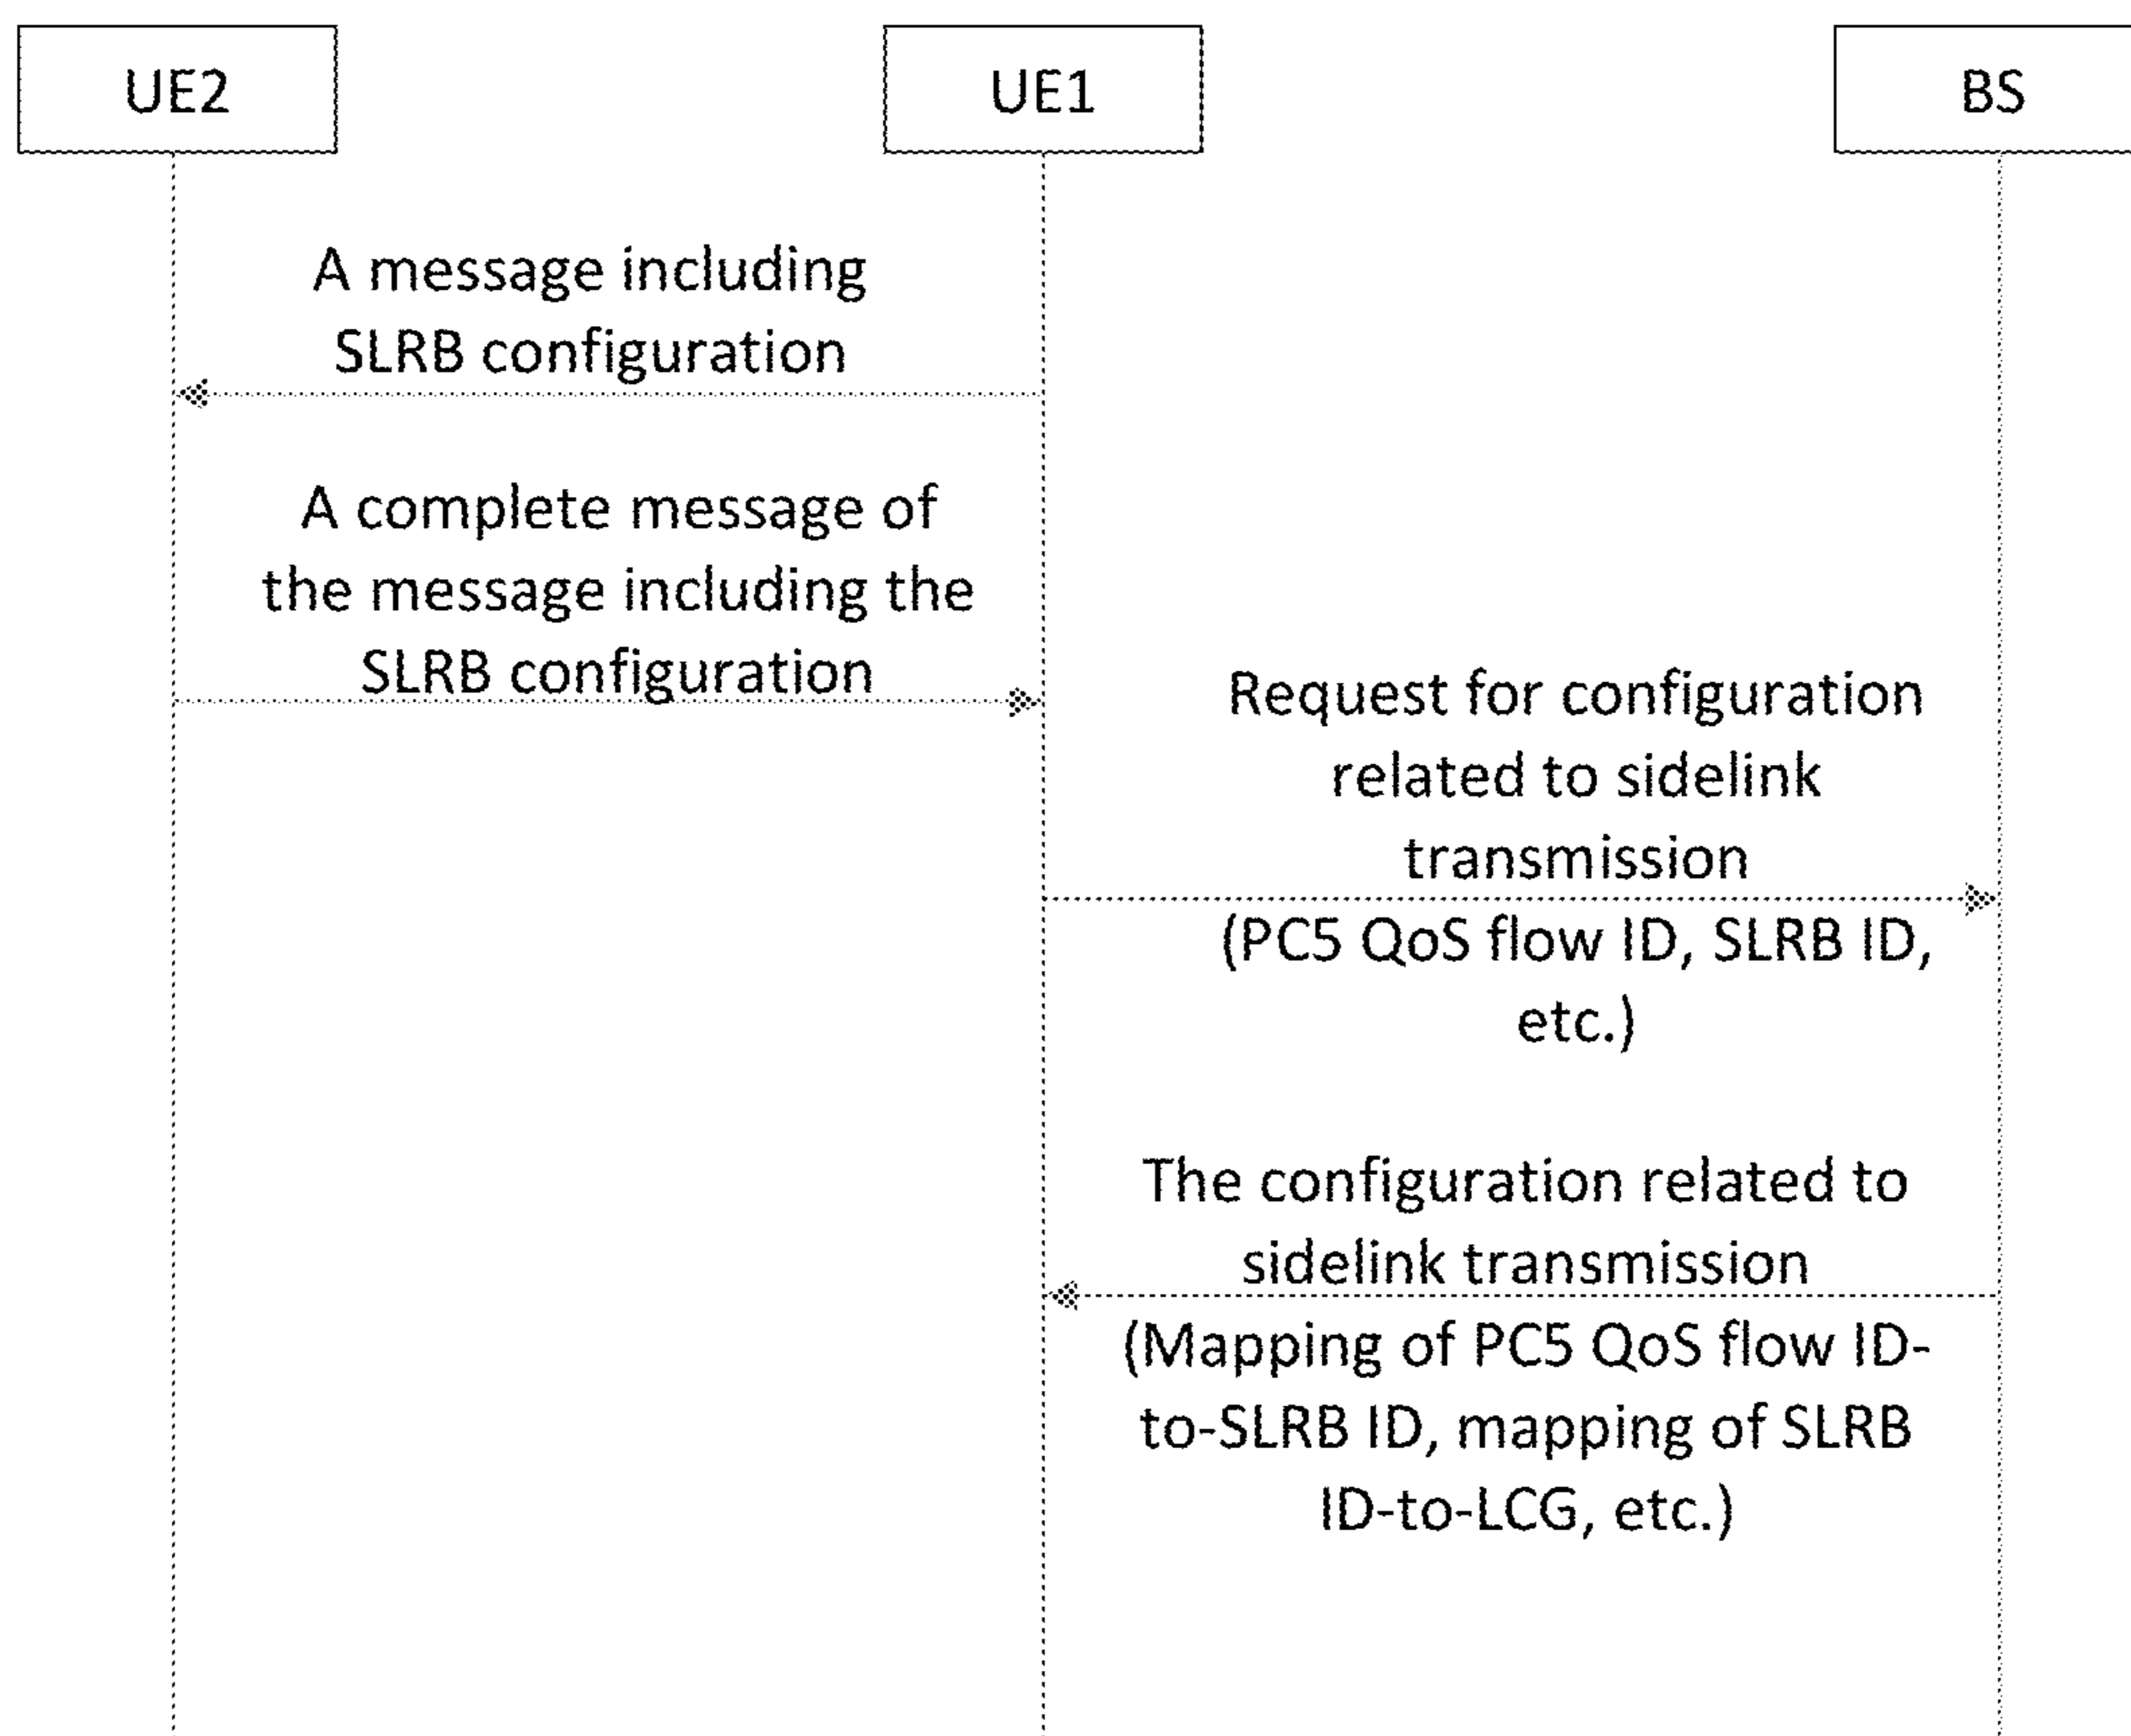 UE2
UE1
BS
A message including
SLRB configuration
A complete message of
the message including the
SLRB configuration
Request for configuration
related to sidelink
transmission
(PC5 QoS flow ID, SLRB ID,
etc.)
The configuration related to
sidelink transmission
(Mapping of PC5 QoS flow ID-
to-SLRB ID, mapping of SLRB
ID-to-LCG, etc.)